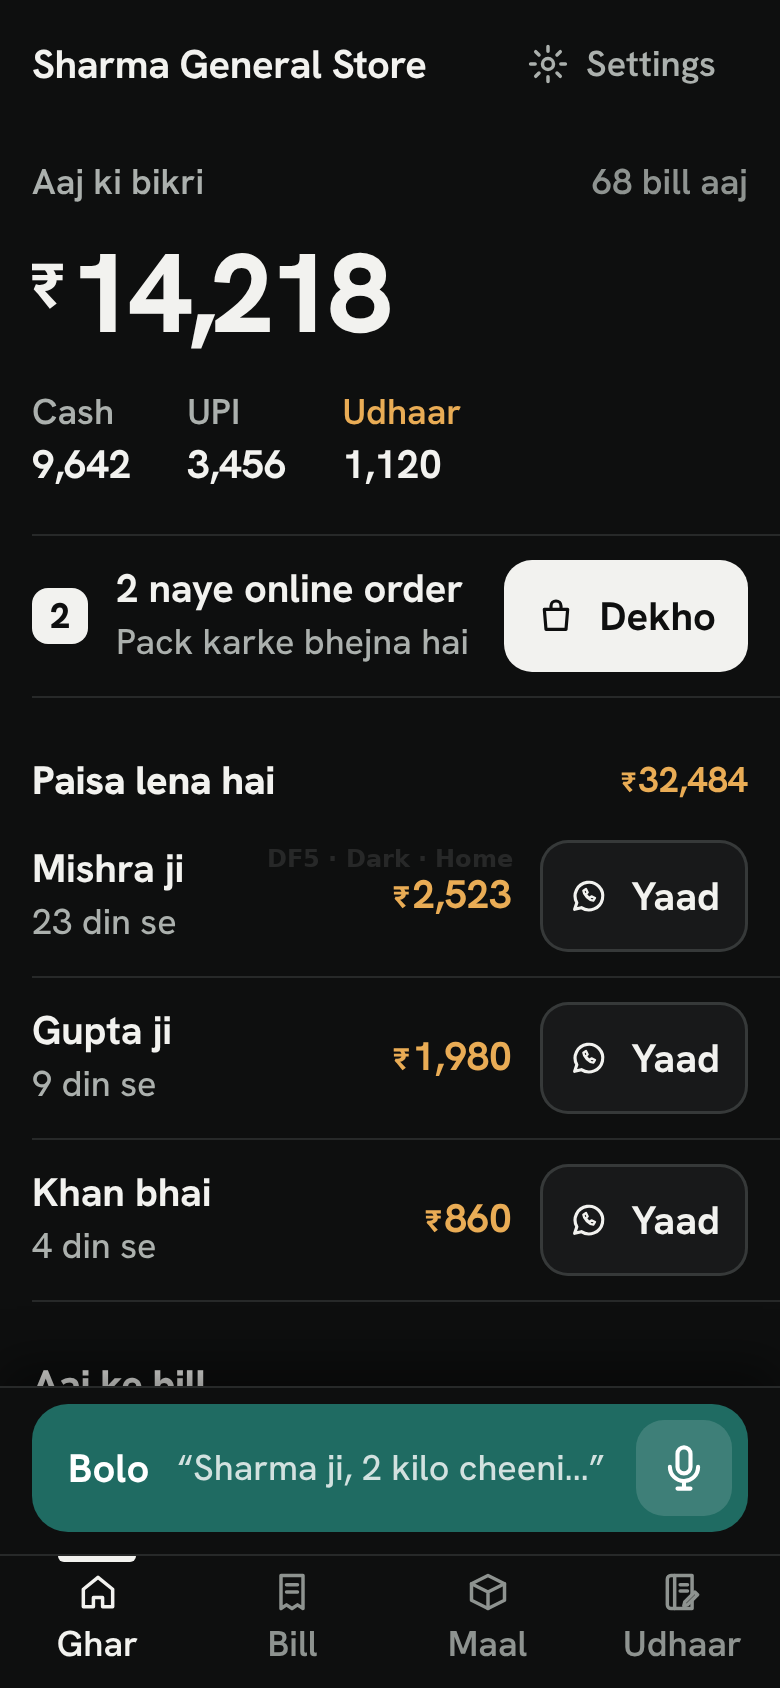 Sharma General Store
Settings
Aaj ki bikri
68 bill aaj
₹14,218
Cash UPI Udhaar
9,642 3,456 1,120
2
2 naye online order
Pack karke bhejna hai
Dekho
Paisa lena hai
₹32,484
DF5 · Dark · Home
Mishra ji
23 din se
₹2,523
Yaad
Gupta ji
9 din se
₹1,980
Yaad
Khan bhai
4 din se
₹860
Yaad
Aaj ke bill
Bolo “Sharma ji, 2 kilo cheeni...”
Ghar Bill Maal Udhaar